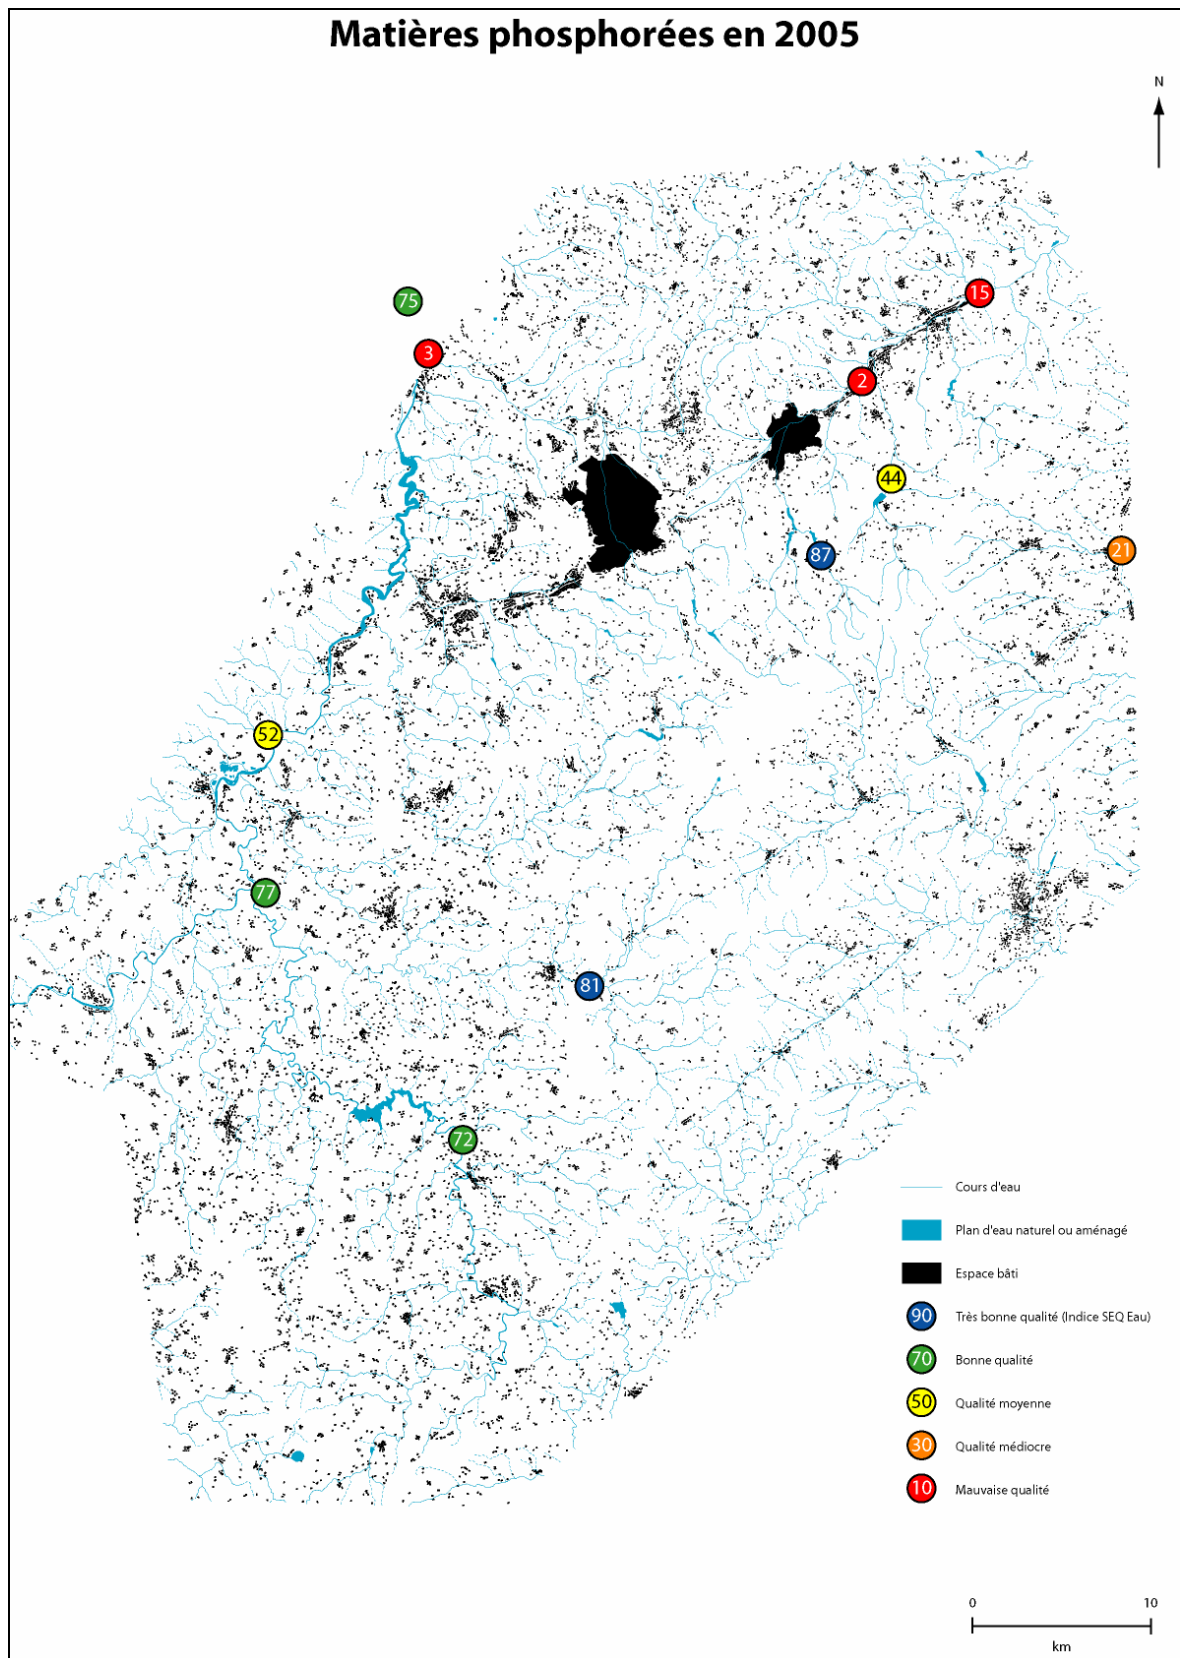 Matières phosphorées en 2005
N
75
15
3
2
44
87
21
52
77
81
72
Cours d'eau
Plan d'eau naturel ou aménagé
Espace bâti
90 Très bonne qualité (Indice SEQ Eau)
70 Bonne qualité
50 Qualité moyenne
30 Qualité médiocre
10 Mauvaise qualité
0 10
km